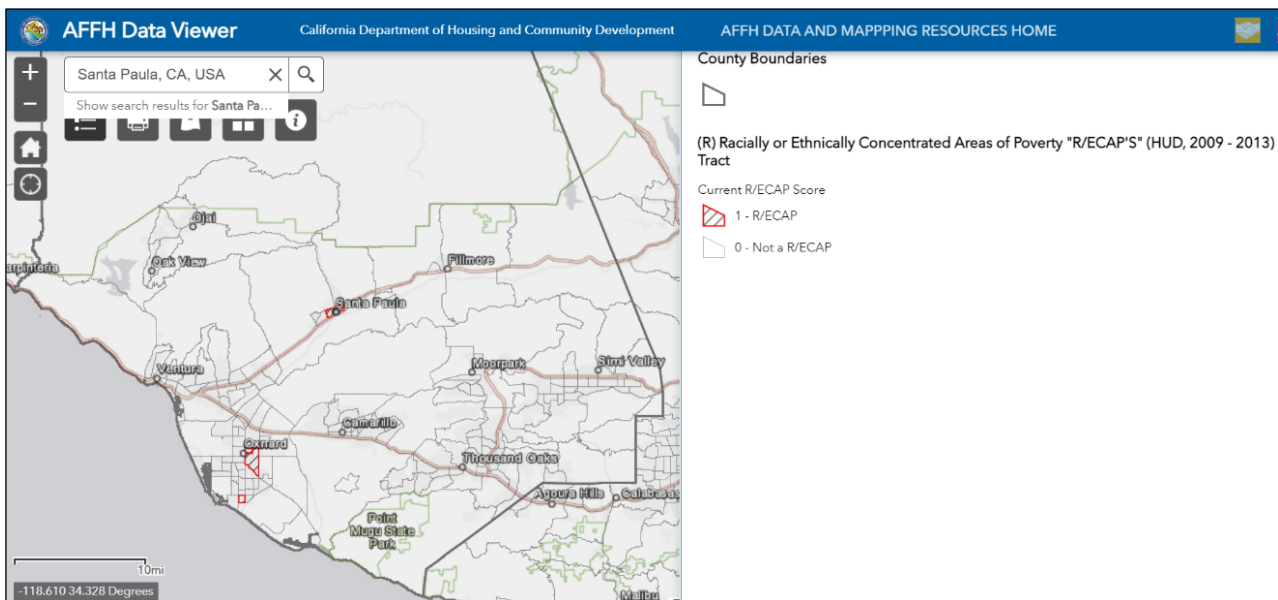 AFFH Data Viewer
California Department of Housing and Community Development
AFFH DATA AND MAPPPING RESOURCES HOME
Santa Paula, CA, USA
Show search results for Santa Pa...
Ojai
Oak View
arpinteria
Fillmore
Santa Paula
Ventura
Moorpark
Simi Valley
Camarillo
Oxnard
Thousand Oaks
Agoura Hills
Calabasas
Point
Mugu State
Park
Malibu
10mi
-118.610 34.328 Degrees
County Boundaries
(R) Racially or Ethnically Concentrated Areas of Poverty "R/ECAP'S" (HUD, 2009 - 2013)
Tract
Current R/ECAP Score
1 - R/ECAP
0 - Not a R/ECAP